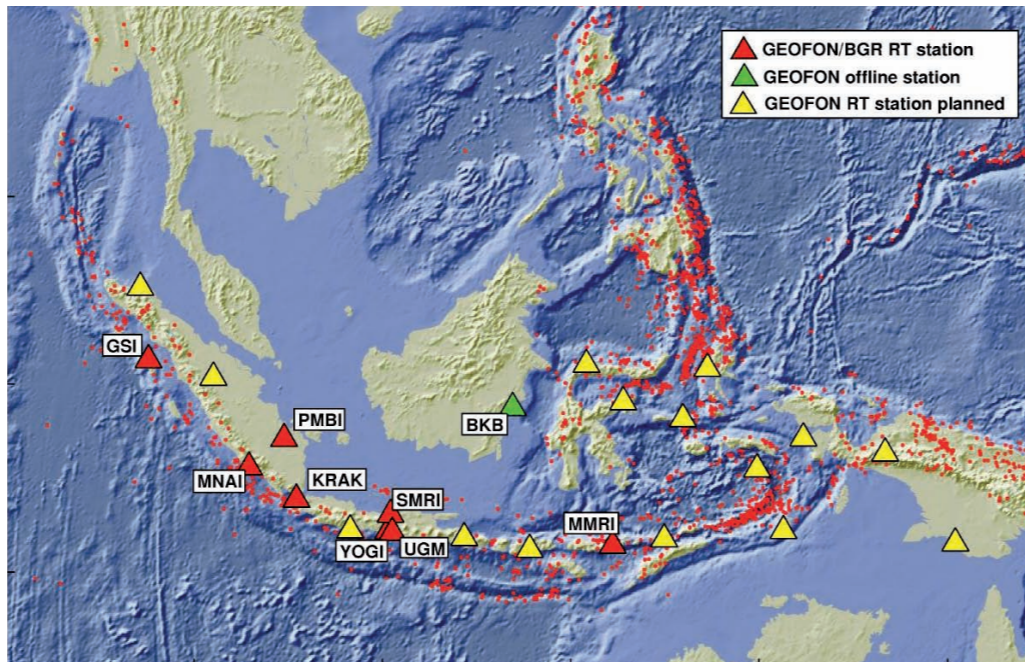 GEOFON/BGR RT station
GEOFON offline station
GEOFON RT station planned
GSI
PMBI
BKB
MNAI
KRAK
SMRI
MMRI
YOGI
UGM